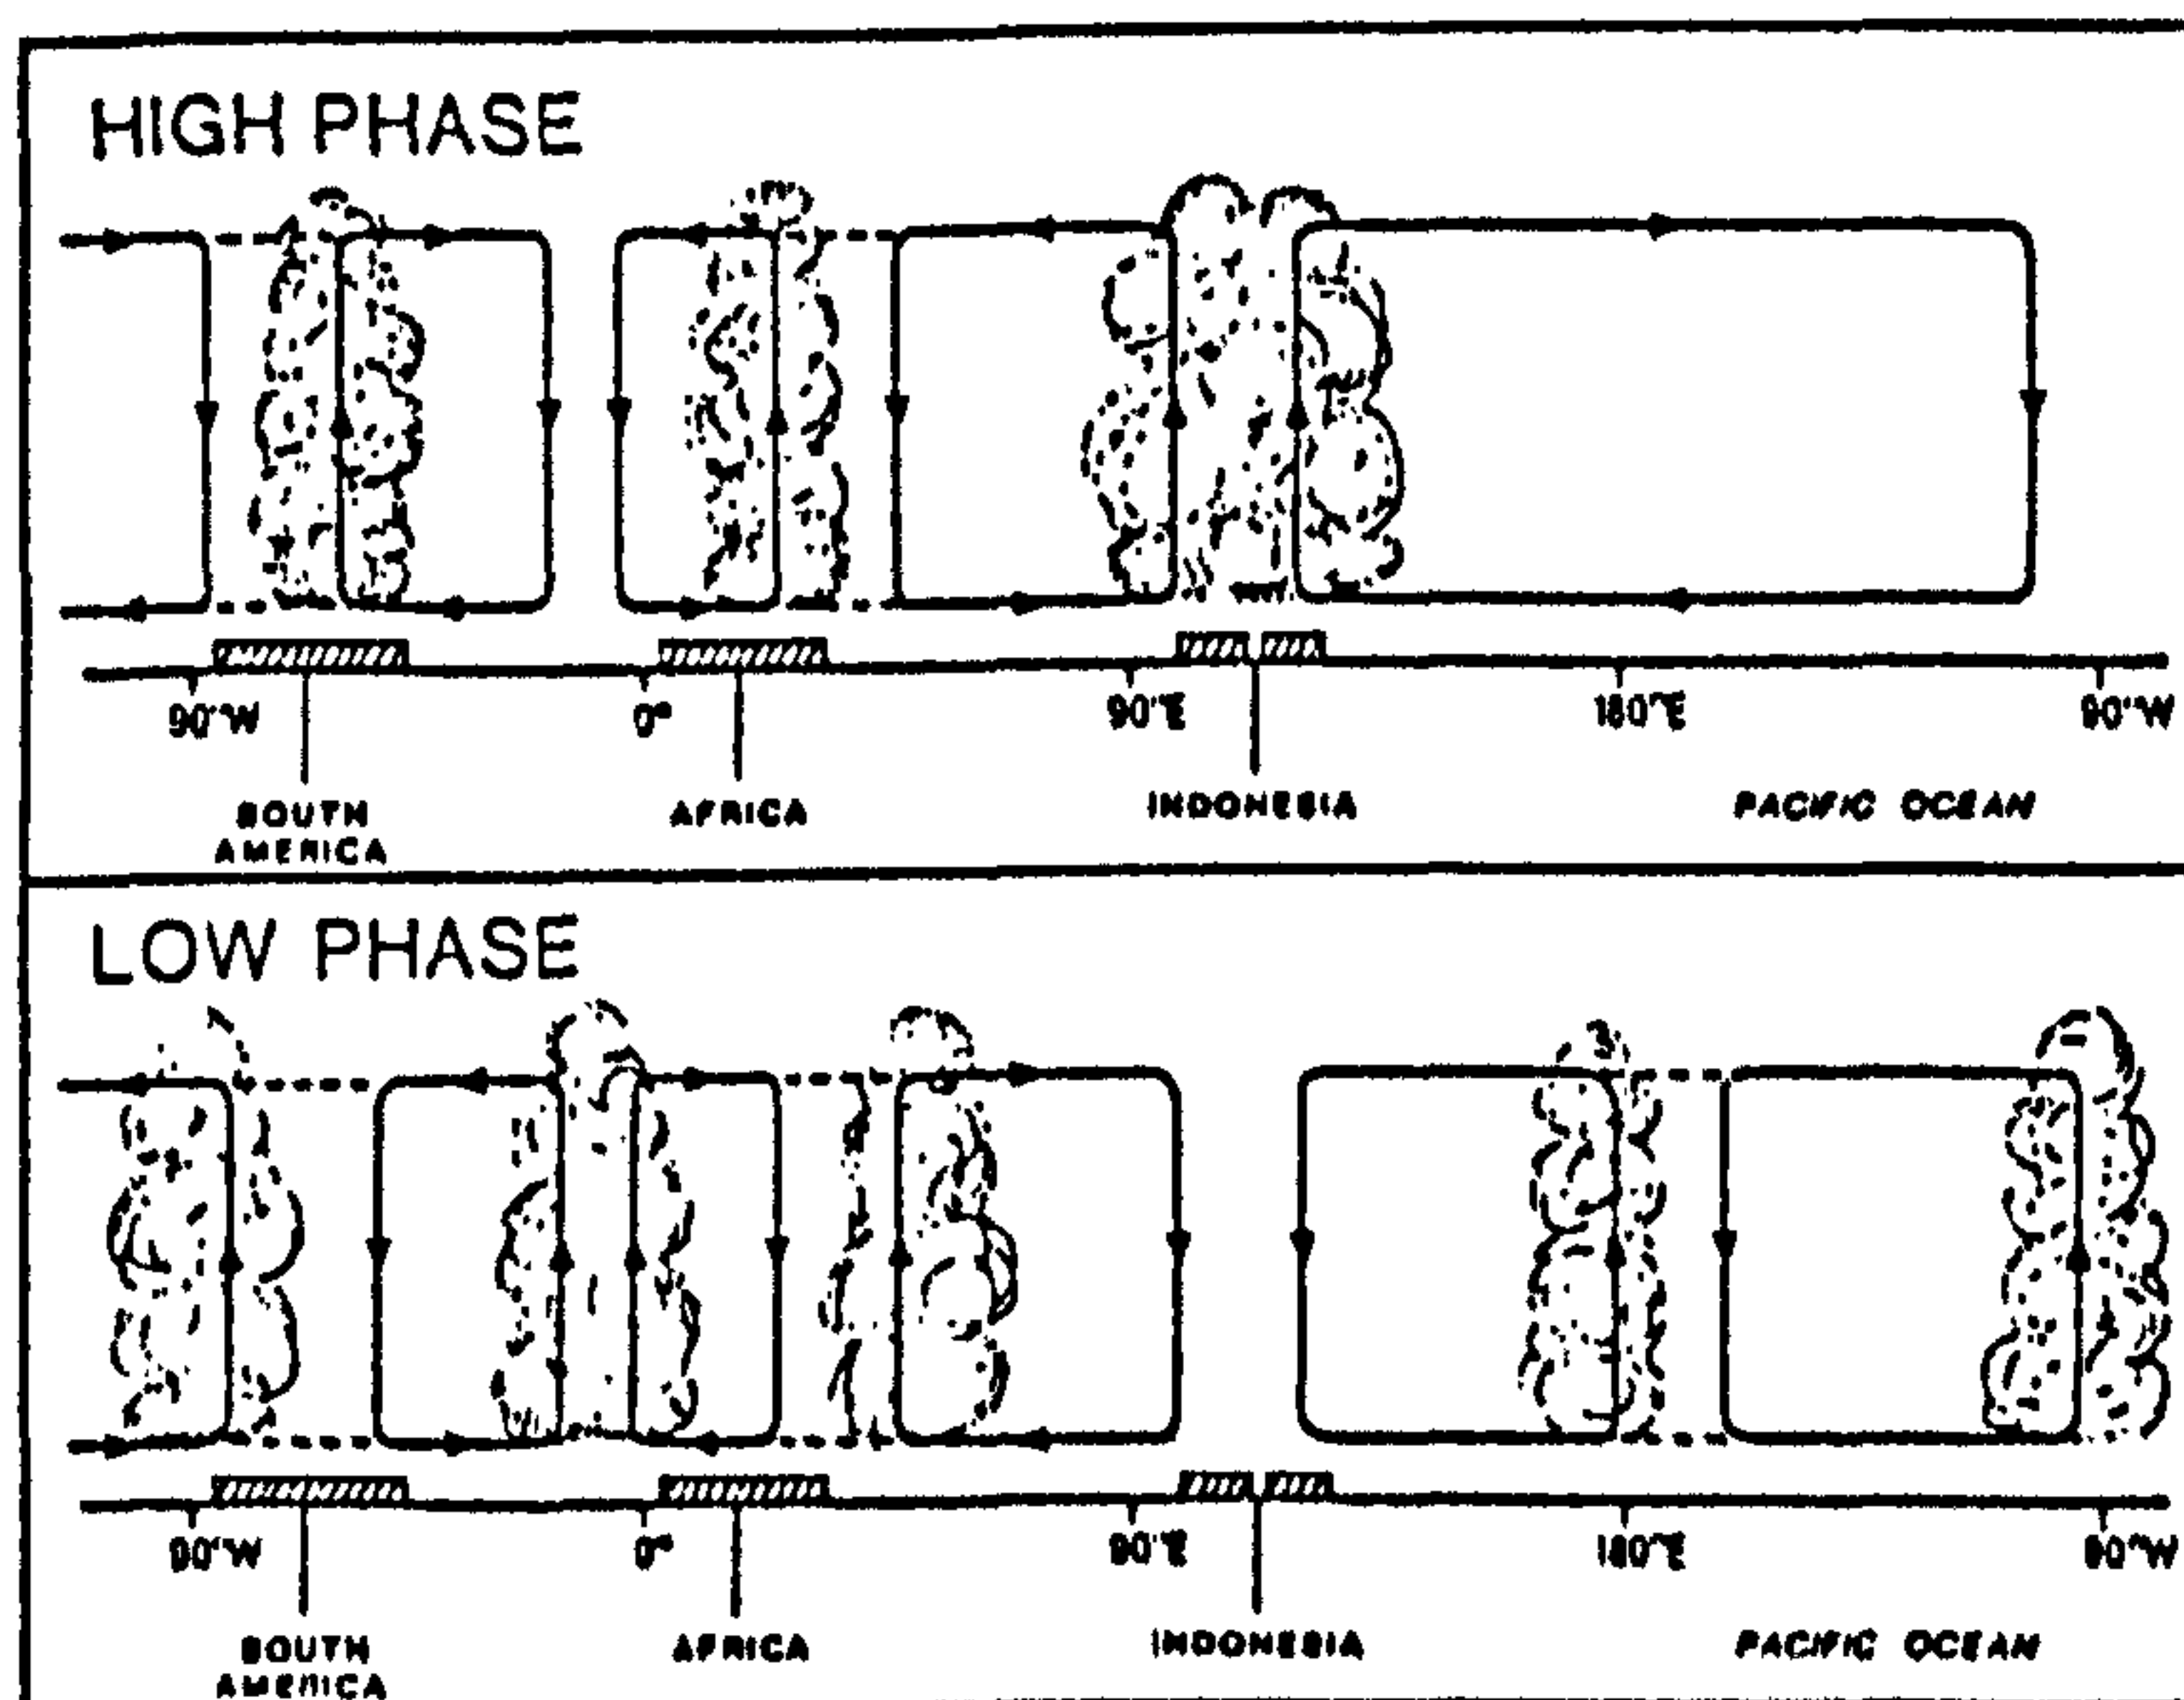 HIGH PHASE
90°W 0° 90°E 180°E 90°W
SOUTH AMERICA
AFRICA
INDONESIA
PACIFIC OCEAN
LOW PHASE
90°W 0° 90°E 180°E 90°W
SOUTH AMERICA
AFRICA
INDONESIA
PACIFIC OCEAN